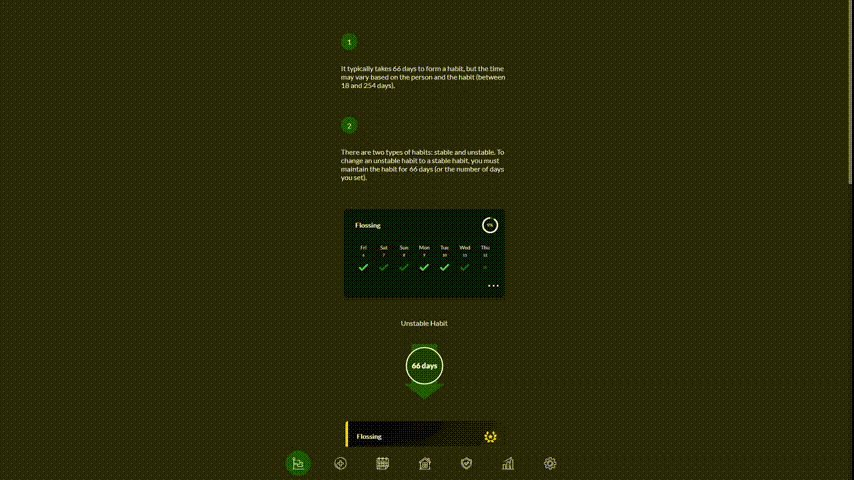 1
It typically takes 66 days to form a habit, but the time
may vary based on the person and the habit (between
18 and 254 days).
2
There are two types of habits: stable and unstable. To
change an unstable habit to a stable habit, you must
maintain the habit for 66 days (or the number of days
you set).
Flossing
9%
Fri Sat Sun Mon Tue Wed Thu
6 7 8 9 10 11 12
Unstable Habit
66 days
Flossing